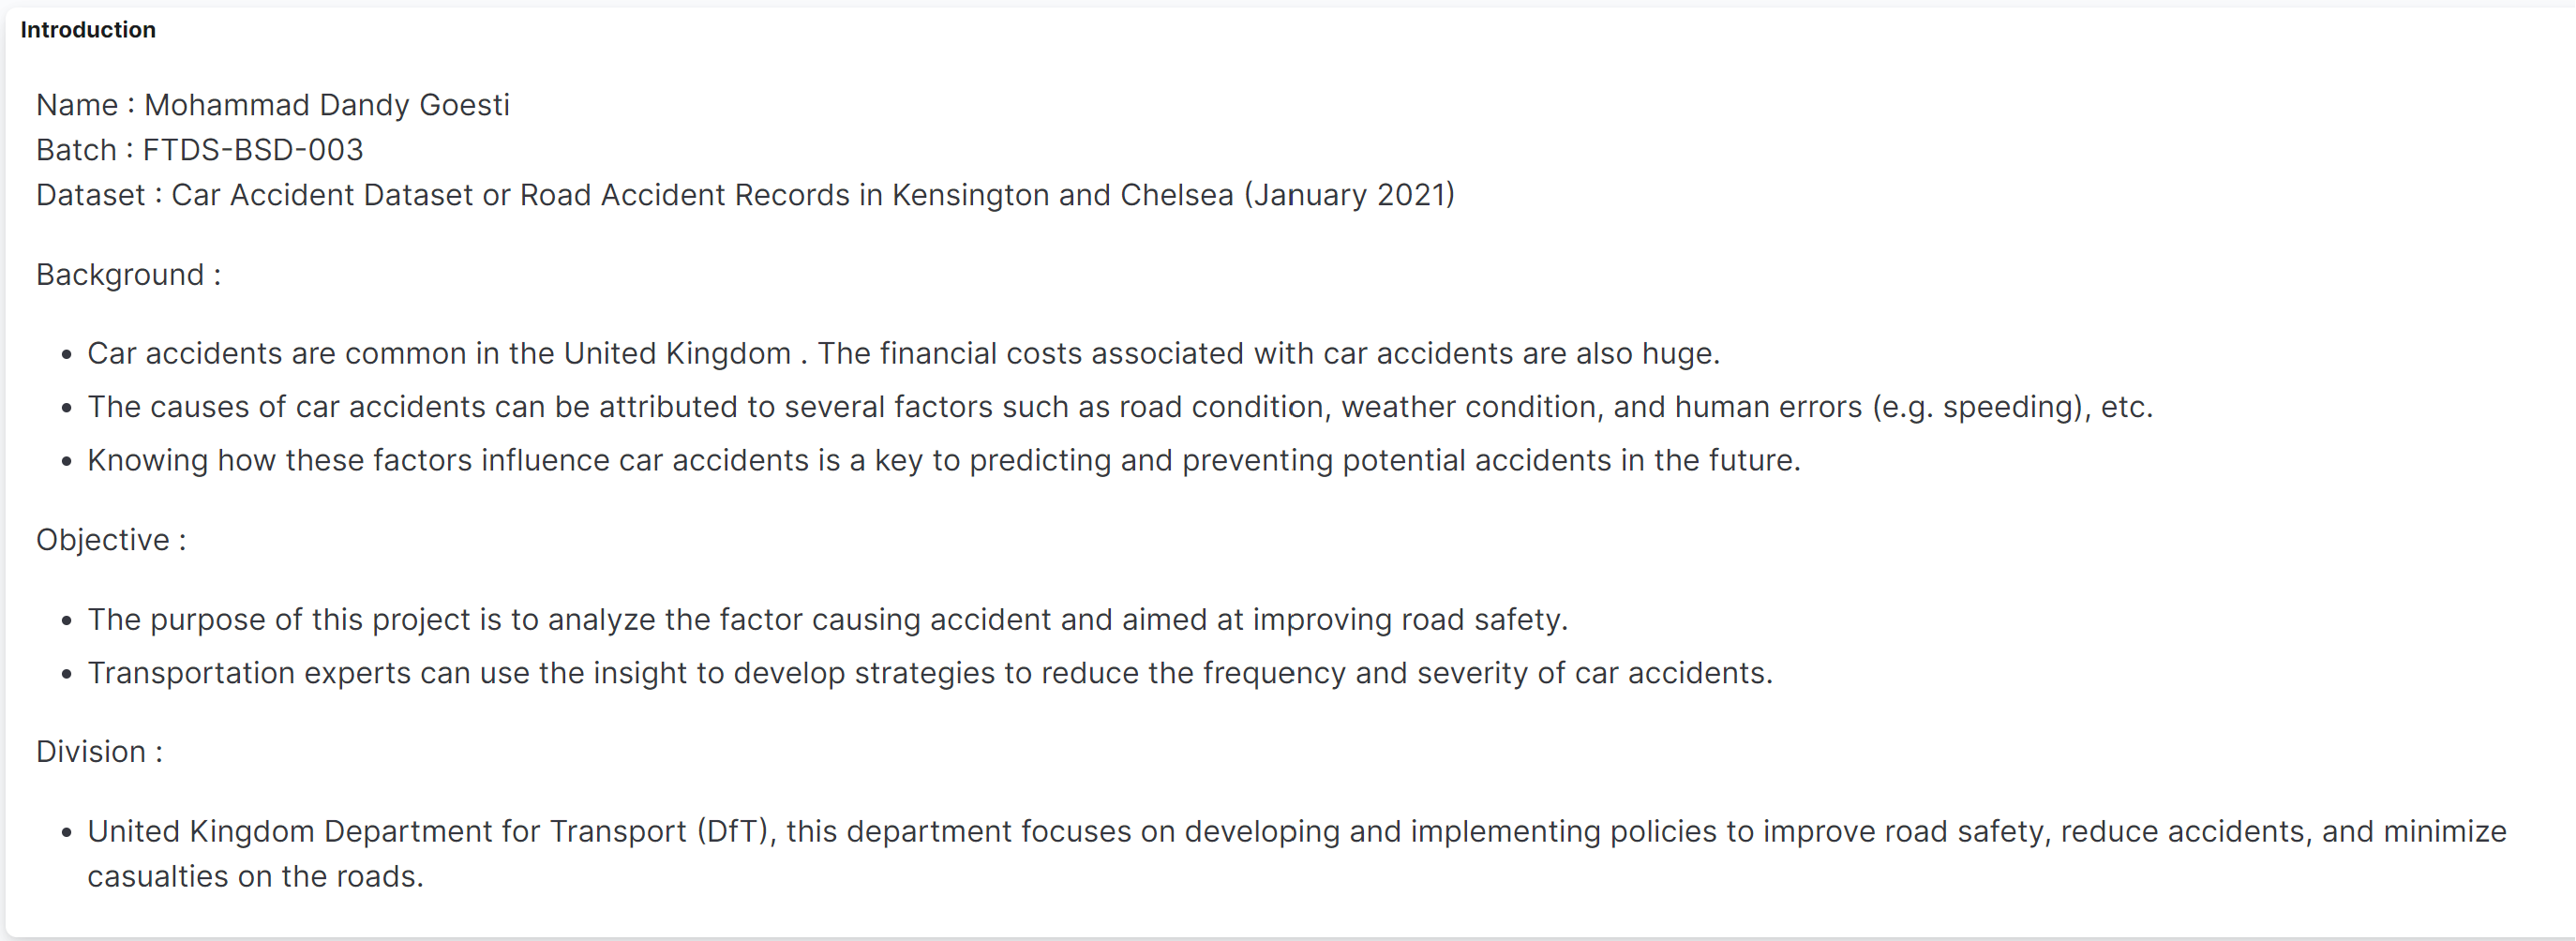 Introduction
Name : Mohammad Dandy Goesti
Batch : FTDS-BSD-003
Dataset : Car Accident Dataset or Road Accident Records in Kensington and Chelsea (January 2021)
Background :
• Car accidents are common in the United Kingdom . The financial costs associated with car accidents are also huge.
• The causes of car accidents can be attributed to several factors such as road condition, weather condition, and human errors (e.g. speeding), etc.
• Knowing how these factors influence car accidents is a key to predicting and preventing potential accidents in the future.
Objective :
• The purpose of this project is to analyze the factor causing accident and aimed at improving road safety.
• Transportation experts can use the insight to develop strategies to reduce the frequency and severity of car accidents.
Division :
• United Kingdom Department for Transport (DfT), this department focuses on developing and implementing policies to improve road safety, reduce accidents, and minimize
casualties on the roads.